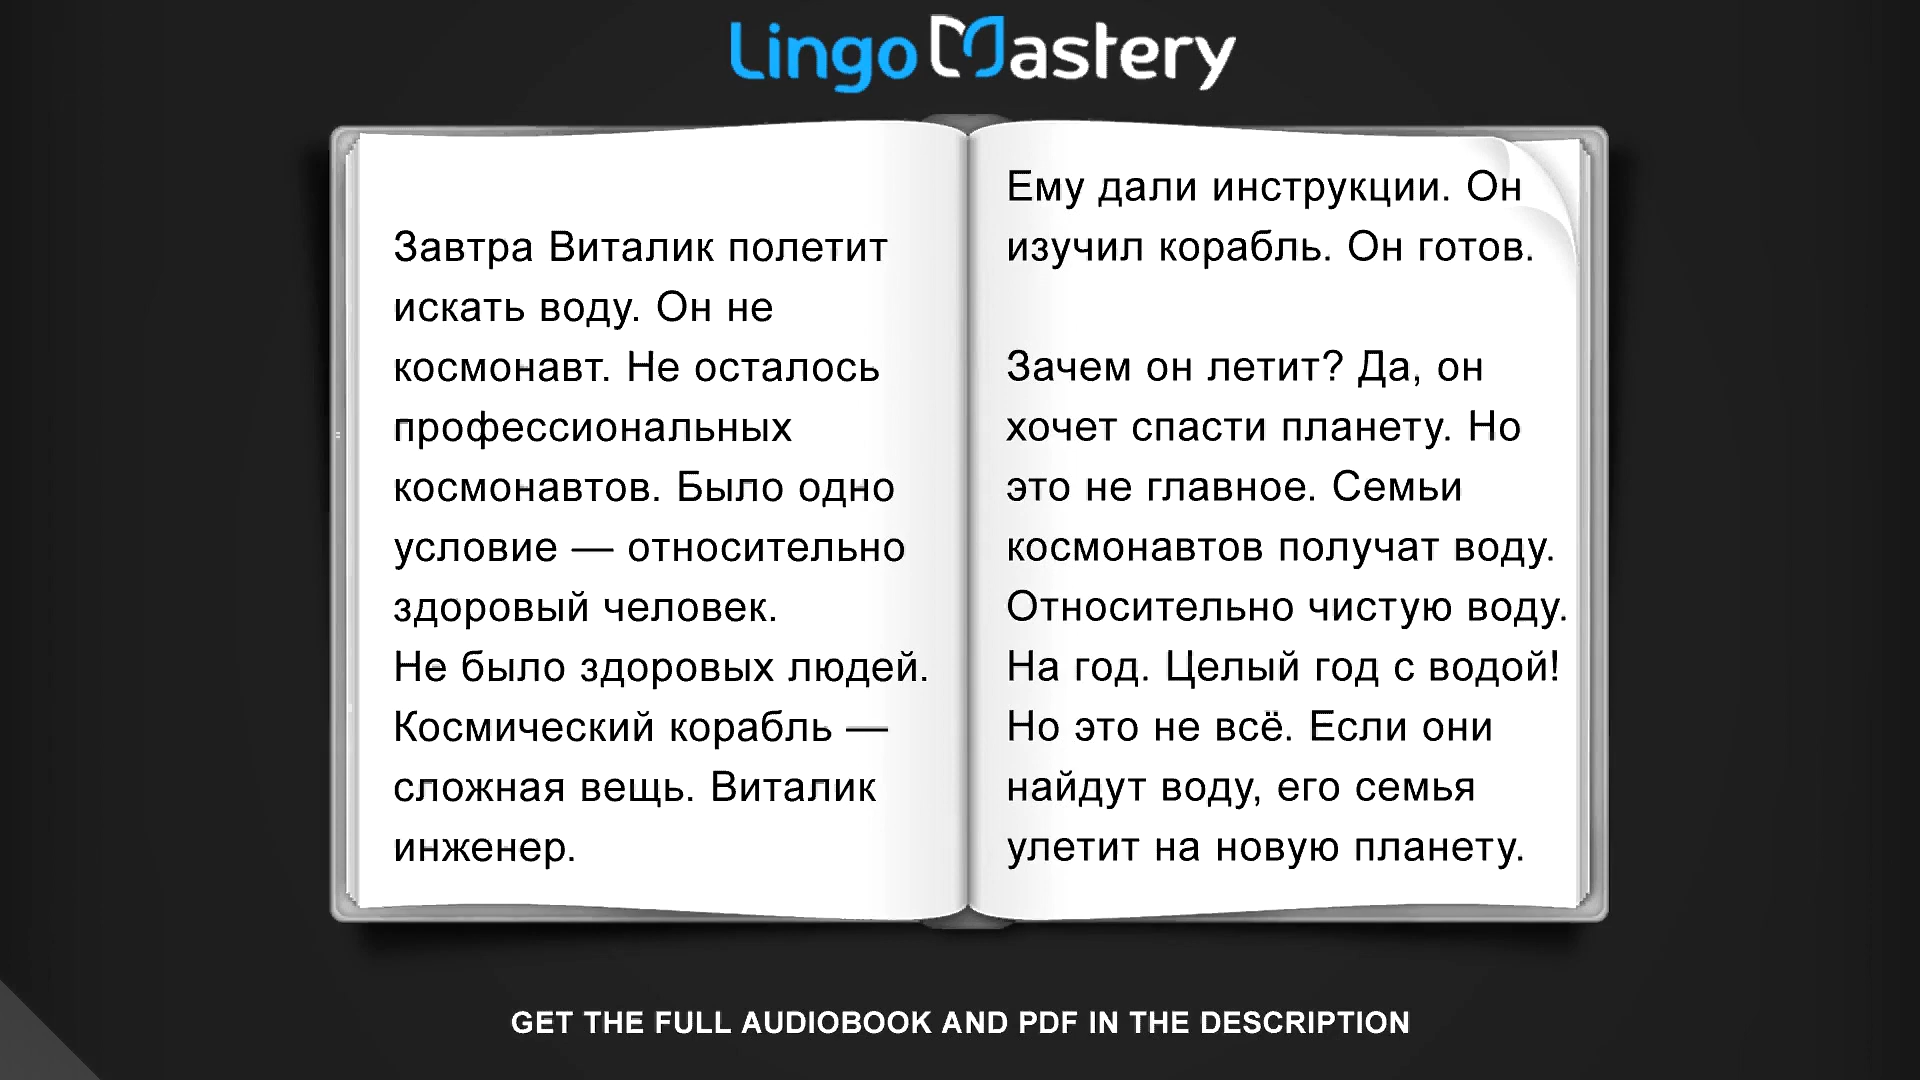 Lingo Mastery
Завтра Виталик полетит
искать воду. Он не
космонавт. Не осталось
профессиональных
космонавтов. Было одно
условие — относительно
здоровый человек.
Не было здоровых людей.
Космический корабль —
сложная вещь. Виталик
инженер.
Ему дали инструкции. Он
изучил корабль. Он готов.
Зачем он летит? Да, он
хочет спасти планету. Но
это не главное. Семьи
космонавтов получат воду.
Относительно чистую воду.
На год. Целый год с водой!
Но это не всё. Если они
найдут воду, его семья
улетит на новую планету.
GET THE FULL AUDIOBOOK AND PDF IN THE DESCRIPTION